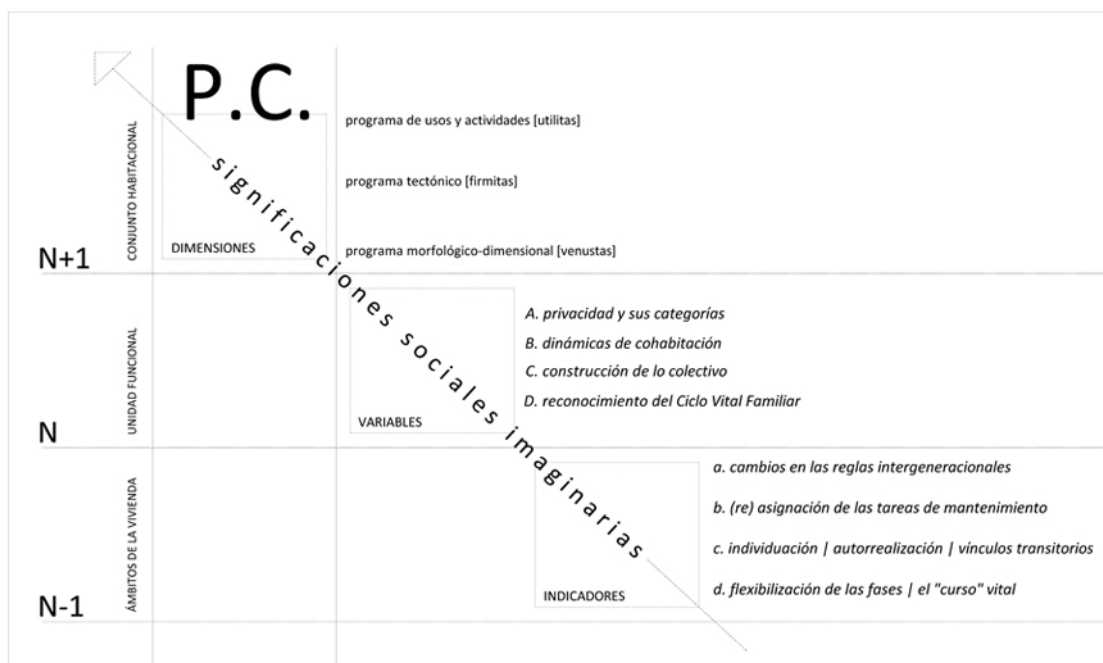 P.C.
CONJUNTO HABITACIONAL
programa de usos y actividades [utilitas]
programa tectónico [firmitas]
programa morfológico-dimensional [venustas]
DIMENSIONES
N+1
significaciones sociales imaginarias
UNIDAD FUNCIONAL
A. privacidad y sus categorías
B. dinámicas de cohabitación
C. construcción de lo colectivo
D. reconocimiento del Ciclo Vital Familiar
VARIABLES
N
ÁMBITOS DE LA VIVIENDA
a. cambios en las reglas intergeneracionales
b. (re) asignación de las tareas de mantenimiento
c. individuación | autorrealización | vínculos transitorios
d. flexibilización de las fases | el "curso" vital
INDICADORES
N-1